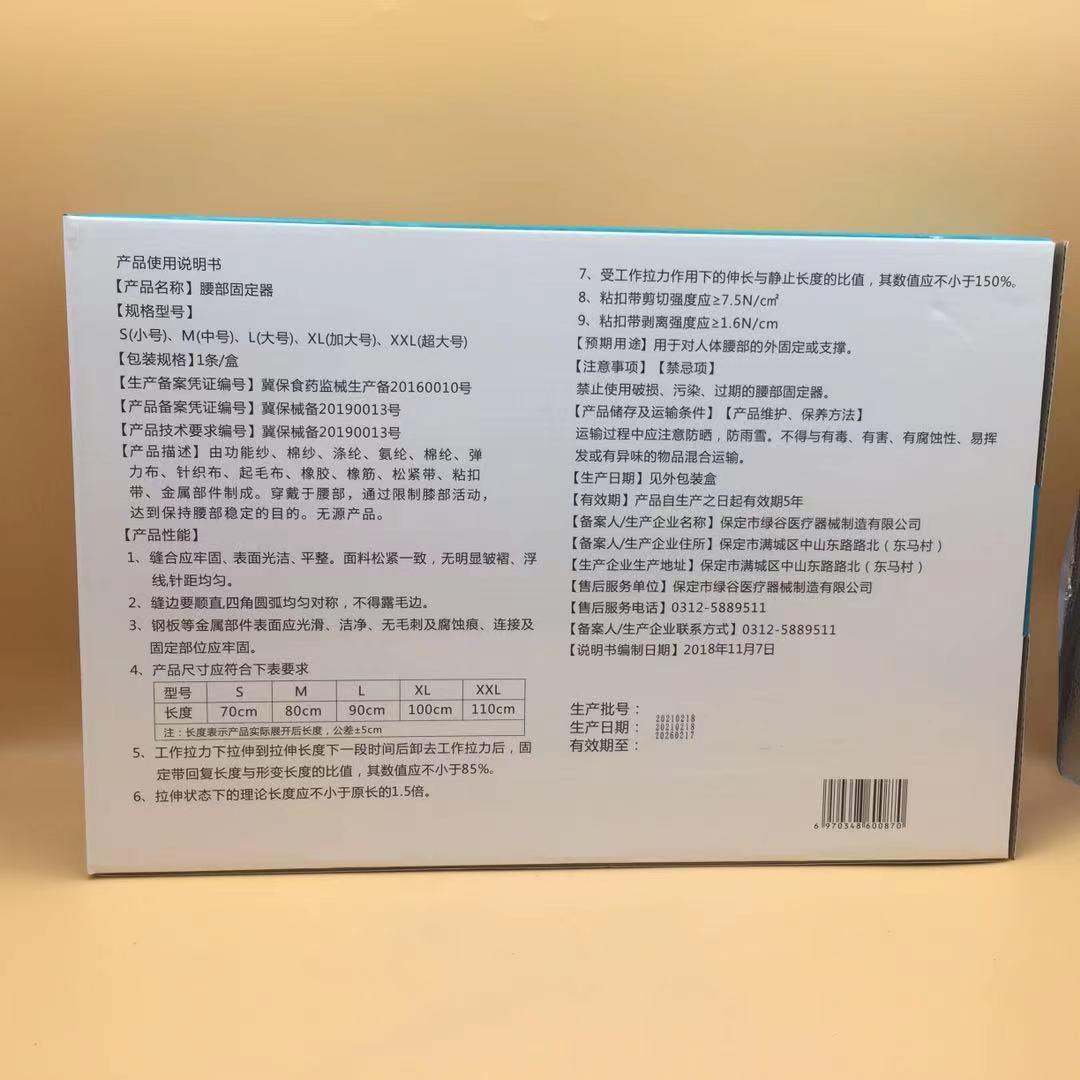 产品使用说明书
【产品名称】腰部固定器
【规格型号】
S(小号)、M(中号)、L(大号)、XL(加大号)、XXL(超大号)
【包装规格】1条/盒
【生产备案凭证编号】冀保食药监械生产备20160010号
【产品备案凭证编号】冀保械备20190013号
【产品技术要求编号】冀保械备20190013号
【产品描述】由功能纱、棉纱、涤纶、氨纶、棉纶、弹
力布、针织布、起毛布、橡胶、橡筋、松紧带、粘扣
带、金属部件制成。穿戴于腰部，通过限制膝部活动，
达到保持腰部稳定的目的。无源产品。
【产品性能】
1、缝合应牢固、表面光洁、平整。面料松紧一致，无明显皱褶、浮
线,针距均匀。
2、缝边要顺直,四角圆弧均匀对称，不得露毛边。
3、钢板等金属部件表面应光滑、洁净、无毛刺及腐蚀痕、连接及
固定部位应牢固。
4、产品尺寸应符合下表要求
型号 S M L XL XXL
长度 70cm 80cm 90cm 100cm 110cm
注：长度表示产品实际展开后长度，公差±5cm
5、工作拉力下拉伸到拉伸长度下一段时间后卸去工作拉力后，固
定带回复长度与形变长度的比值，其数值应不小于85%。
6、拉伸状态下的理论长度应不小于原长的1.5倍。
7、受工作拉力作用下的伸长与静止长度的比值，其数值应不小于150%。
8、粘扣带剪切强度应≥7.5N/cm²
9、粘扣带剥离强度应≥1.6N/cm
【预期用途】用于对人体腰部的外固定或支撑。
【注意事项】【禁忌项】
禁止使用破损、污染、过期的腰部固定器。
【产品储存及运输条件】【产品维护、保养方法】
运输过程中应注意防晒，防雨雪。不得与有毒、有害、有腐蚀性、易挥
发或有异味的物品混合运输。
【生产日期】见外包装盒
【有效期】产品自生产之日起有效期5年
【备案人/生产企业名称】保定市绿谷医疗器械制造有限公司
【备案人/生产企业住所】保定市满城区中山东路路北（东马村）
【生产企业生产地址】保定市满城区中山东路路北（东马村）
【售后服务单位】保定市绿谷医疗器械制造有限公司
【售后服务电话】0312-5889511
【备案人/生产企业联系方式】0312-5889511
【说明书编制日期】2018年11月7日
生产批号：20210218
生产日期：20210218
有效期至：20260217
6 970348 600870